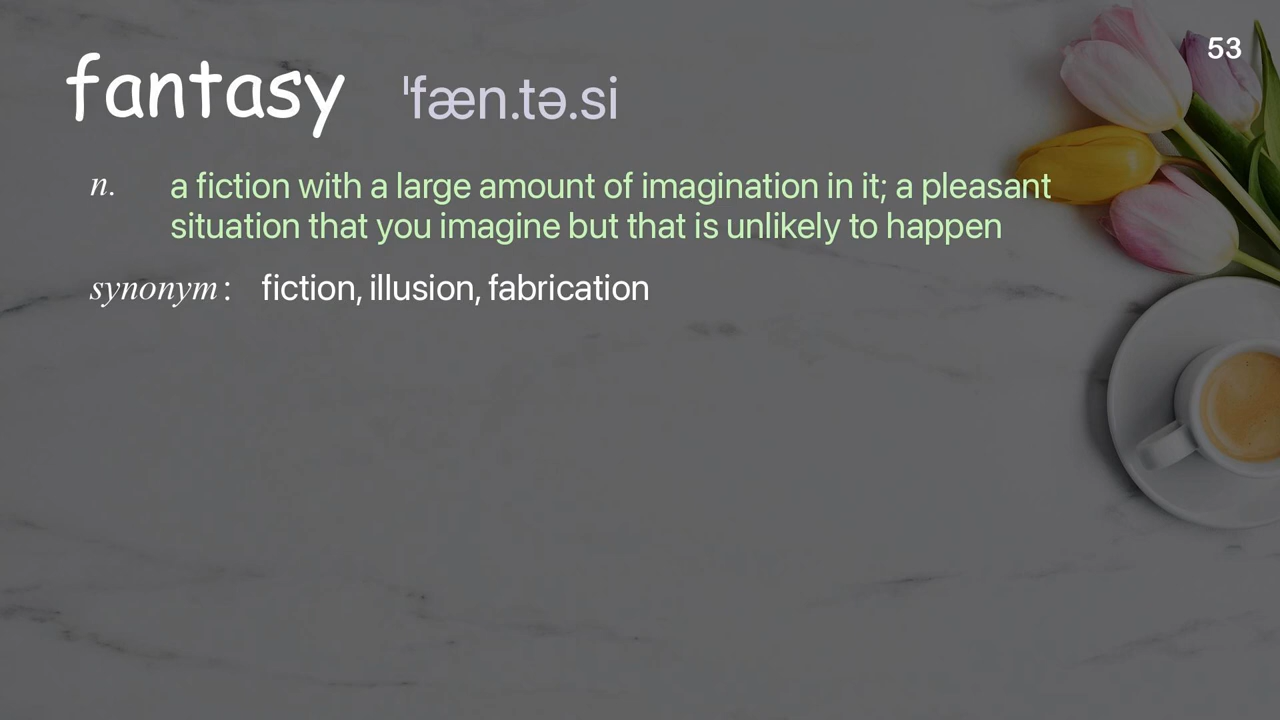 53
fantasy ˈfæn.tə.si
n. a fiction with a large amount of imagination in it; a pleasant
situation that you imagine but that is unlikely to happen
synonym: fiction, illusion, fabrication